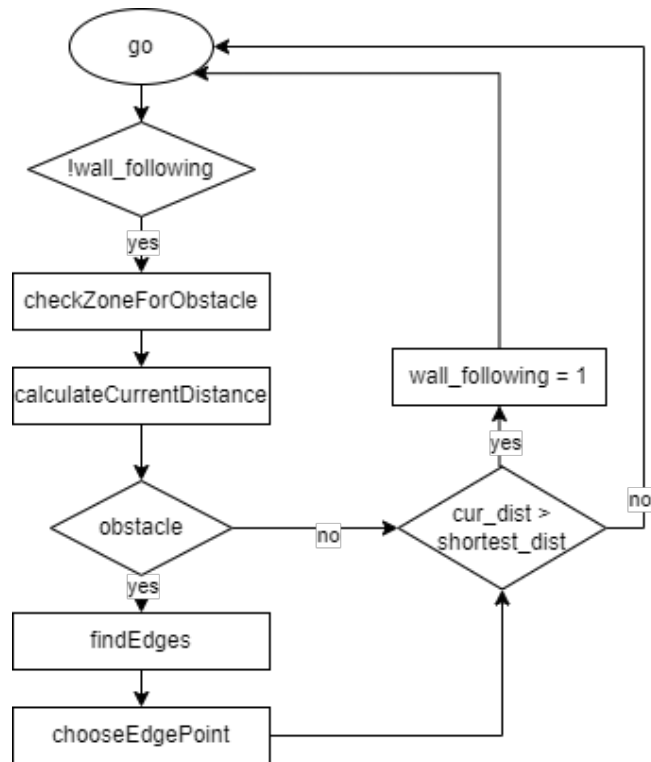 go
!wall_following
yes
checkZoneForObstacle
calculateCurrentDistance
wall_following = 1
yes
obstacle
no
cur_dist >
shortest_dist
no
yes
findEdges
chooseEdgePoint